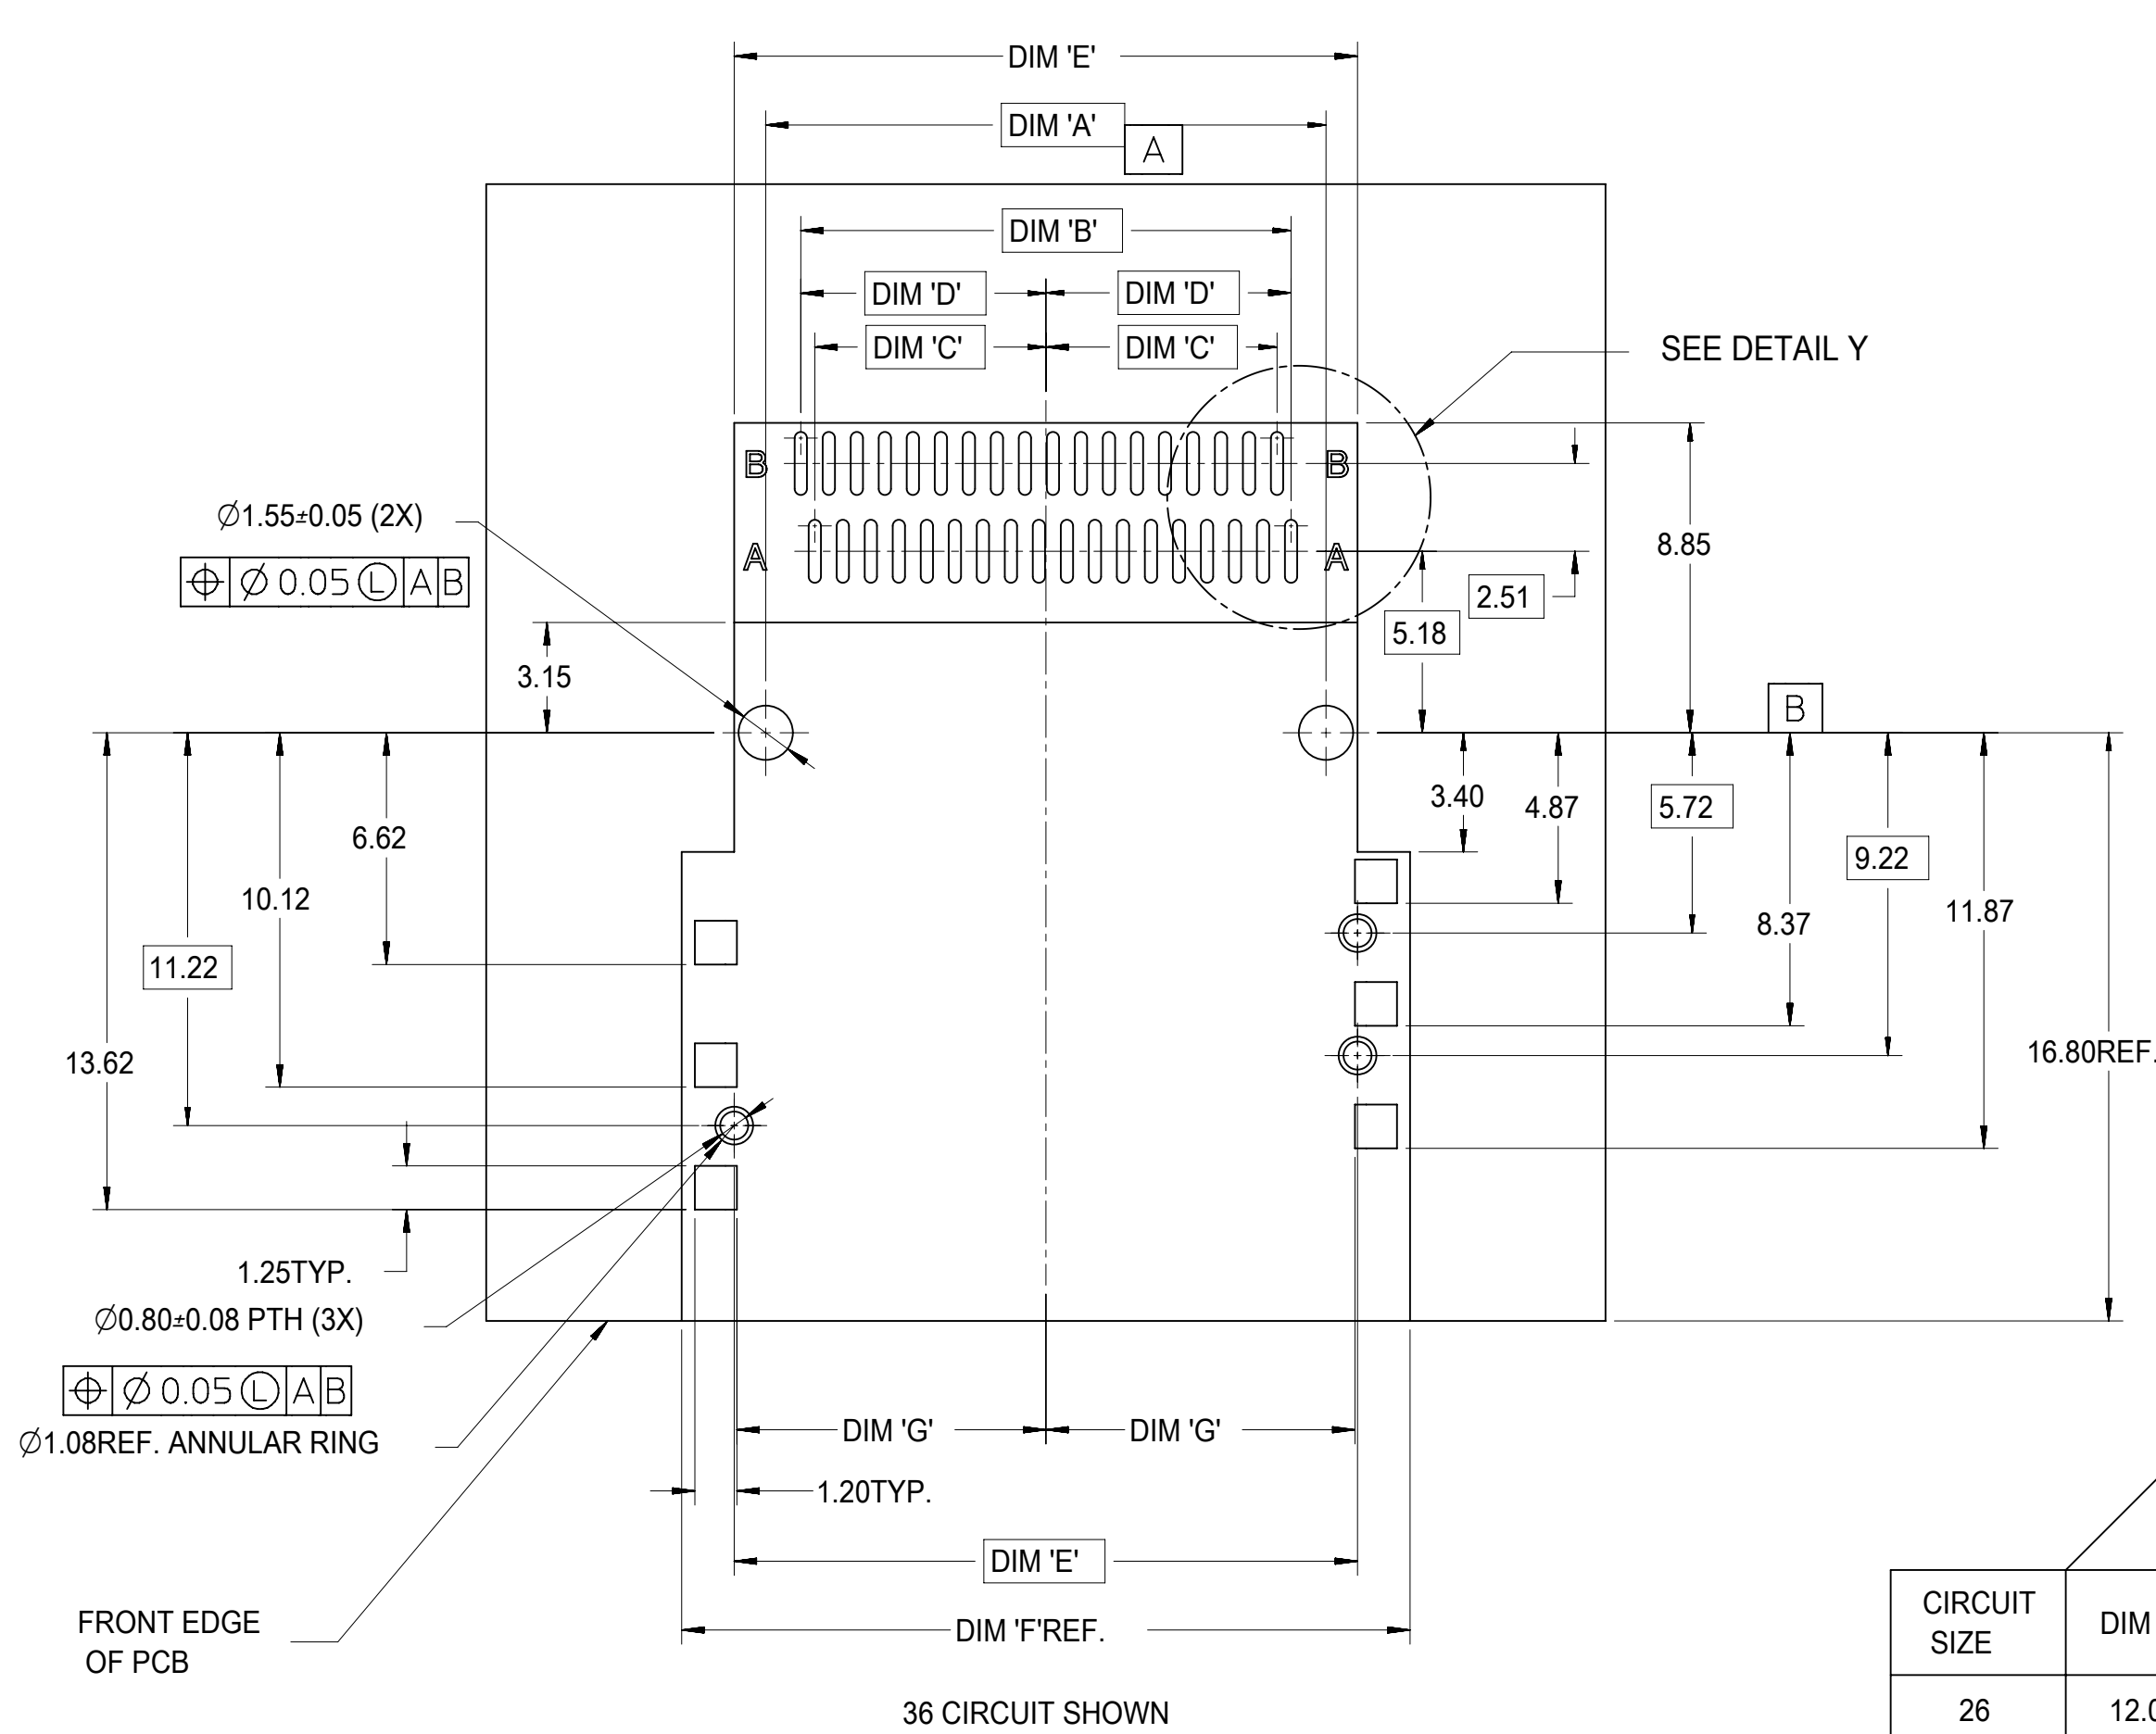 DIM 'E'
DIM 'A'
A
DIM 'B'
DIM 'D' DIM 'D'
DIM 'C' DIM 'C'
SEE DETAIL Y
B B
A A
Ø1.55±0.05 (2X)
⌖ Ø 0.05 Ⓛ A B
8.85
2.51
5.18
3.15
B
3.40
4.87
5.72
6.62
9.22
10.12
11.87
8.37
11.22
13.62
16.80REF.
1.25TYP.
Ø0.80±0.08 PTH (3X)
⌖ Ø 0.05 Ⓛ A B
Ø1.08REF. ANNULAR RING
DIM 'G' DIM 'G'
1.20TYP.
DIM 'E'
FRONT EDGE
OF PCB
DIM 'F'REF.
36 CIRCUIT SHOWN
CIRCUIT
SIZE
DIM
26
12.0